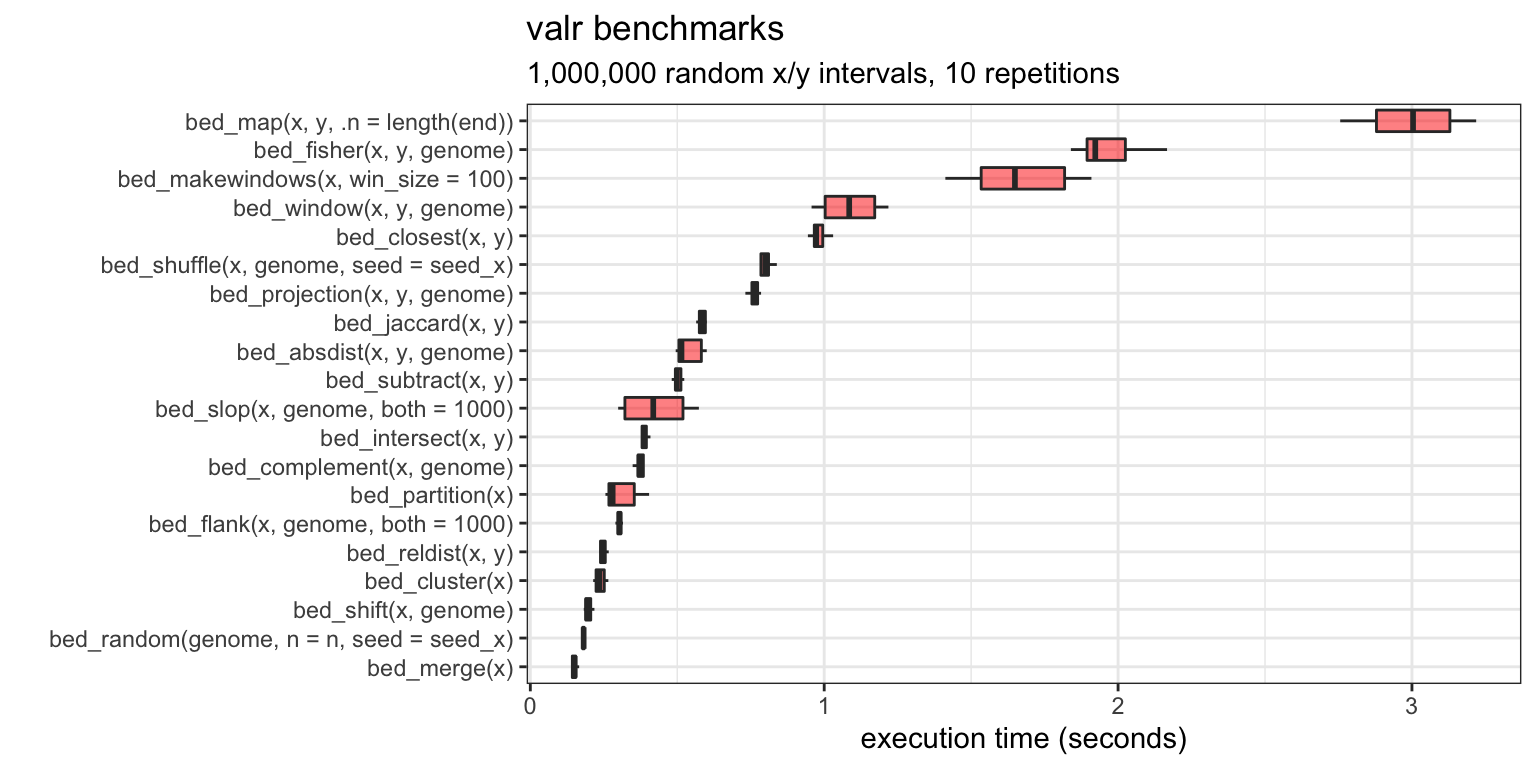 valr benchmarks
1,000,000 random x/y intervals, 10 repetitions
bed_map(x, y, .n = length(end))
bed_fisher(x, y, genome)
bed_makewindows(x, win_size = 100)
bed_window(x, y, genome)
bed_closest(x, y)
bed_shuffle(x, genome, seed = seed_x)
bed_projection(x, y, genome)
bed_jaccard(x, y)
bed_absdist(x, y, genome)
bed_subtract(x, y)
bed_slop(x, genome, both = 1000)
bed_intersect(x, y)
bed_complement(x, genome)
bed_partition(x)
bed_flank(x, genome, both = 1000)
bed_reldist(x, y)
bed_cluster(x)
bed_shift(x, genome)
bed_random(genome, n = n, seed = seed_x)
bed_merge(x)
0 1 2 3
execution time (seconds)